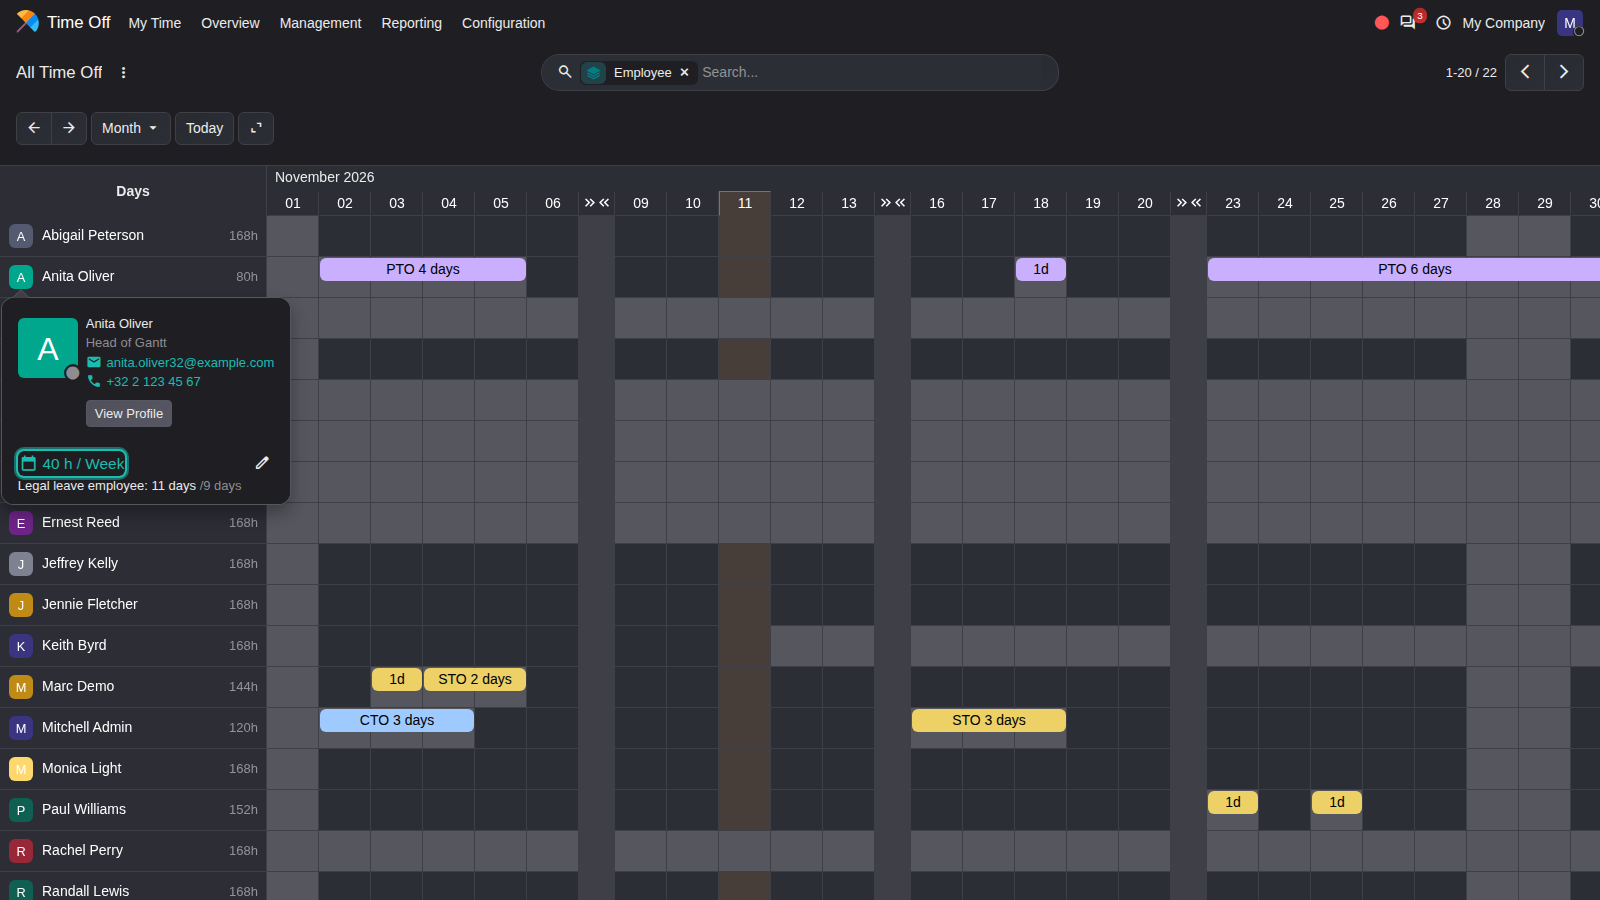 Time Off My Time Overview Management Reporting Configuration 3 My Company M
All Time Off Employee Search... 1-20 / 22
Month Today
Days November 2026
01 02 03 04 05 06 09 10 11 12 13 16 17 18 19 20 23 24 25 26 27 28 29 30
A Abigail Peterson 168h
A Anita Oliver 80h PTO 4 days 1d PTO 6 days
A
Anita Oliver
Head of Gantt
anita.oliver32@example.com
+32 2 123 45 67
View Profile
40 h / Week
Legal leave employee: 11 days /9 days
E Ernest Reed 168h
J Jeffrey Kelly 168h
J Jennie Fletcher 168h
K Keith Byrd 168h
M Marc Demo 144h 1d STO 2 days
M Mitchell Admin 120h CTO 3 days STO 3 days
M Monica Light 168h
P Paul Williams 152h 1d 1d
R Rachel Perry 168h
R Randall Lewis 168h